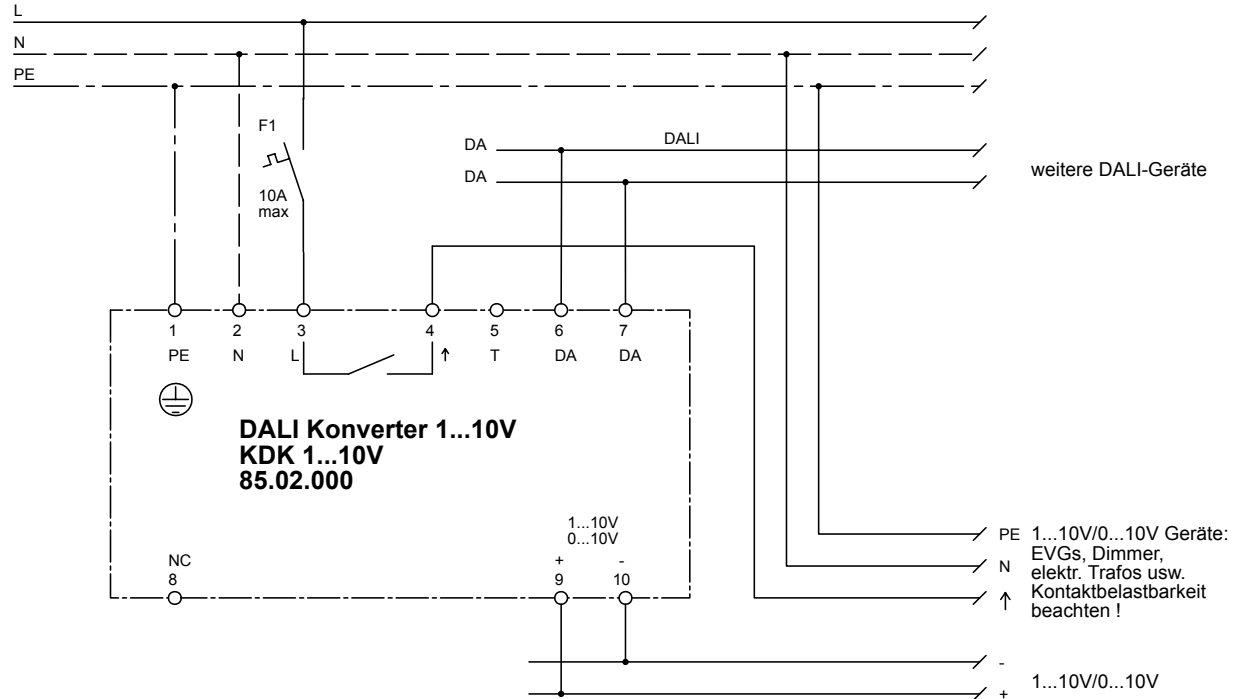 L
N
PE
F1
10A
max
DA
DALI
DA
weitere DALI-Geräte
1 2 3 4 5 6 7
PE N L ↑ T DA DA
DALI Konverter 1...10V
KDK 1...10V
85.02.000
1...10V
0...10V
NC
8
+ -
9 10
PE
N
↑
1...10V/0...10V Geräte:
EVGs, Dimmer,
elektr. Trafos usw.
Kontaktbelastbarkeit
beachten !
-
+
1...10V/0...10V